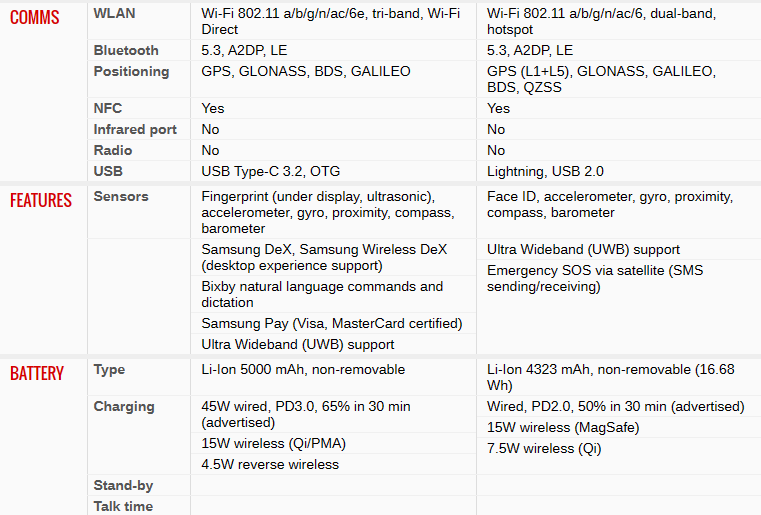 COMMS
WLAN
Wi-Fi 802.11 a/b/g/n/ac/6e, tri-band, Wi-Fi
Direct
Wi-Fi 802.11 a/b/g/n/ac/6, dual-band,
hotspot
Bluetooth
5.3, A2DP, LE
5.3, A2DP, LE
Positioning
GPS, GLONASS, BDS, GALILEO
GPS (L1+L5), GLONASS, GALILEO,
BDS, QZSS
NFC
Yes
Yes
Infrared port
No
No
Radio
No
No
USB
USB Type-C 3.2, OTG
Lightning, USB 2.0
FEATURES
Sensors
Fingerprint (under display, ultrasonic),
accelerometer, gyro, proximity, compass,
barometer
Face ID, accelerometer, gyro, proximity,
compass, barometer
Samsung DeX, Samsung Wireless DeX
(desktop experience support)
Bixby natural language commands and
dictation
Samsung Pay (Visa, MasterCard certified)
Ultra Wideband (UWB) support
Ultra Wideband (UWB) support
Emergency SOS via satellite (SMS
sending/receiving)
BATTERY
Type
Li-Ion 5000 mAh, non-removable
Li-Ion 4323 mAh, non-removable (16.68
Wh)
Charging
45W wired, PD3.0, 65% in 30 min
(advertised)
15W wireless (Qi/PMA)
4.5W reverse wireless
Wired, PD2.0, 50% in 30 min (advertised)
15W wireless (MagSafe)
7.5W wireless (Qi)
Stand-by
Talk time